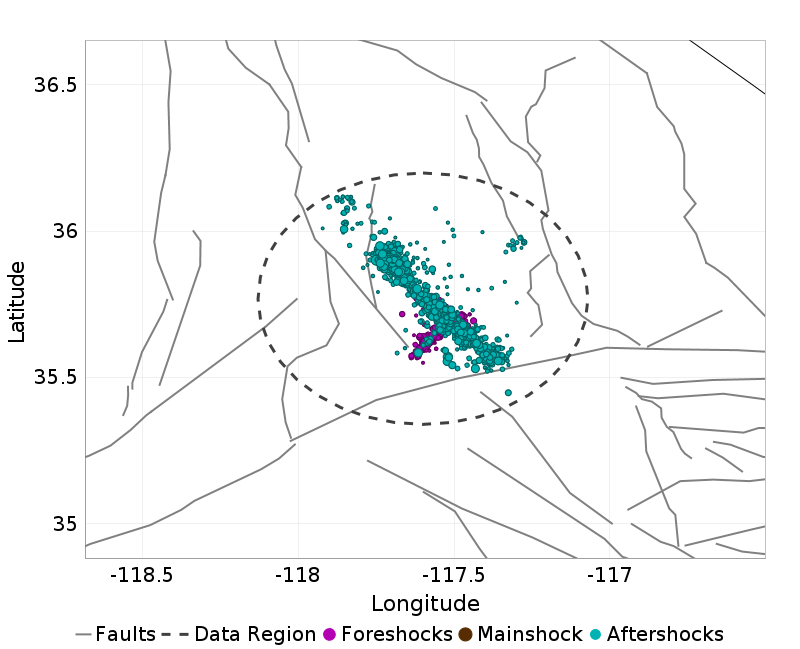 36.5
36
35.5
35
Latitude
-118.5 -118 -117.5 -117
Longitude
Faults Data Region Foreshocks Mainshock Aftershocks